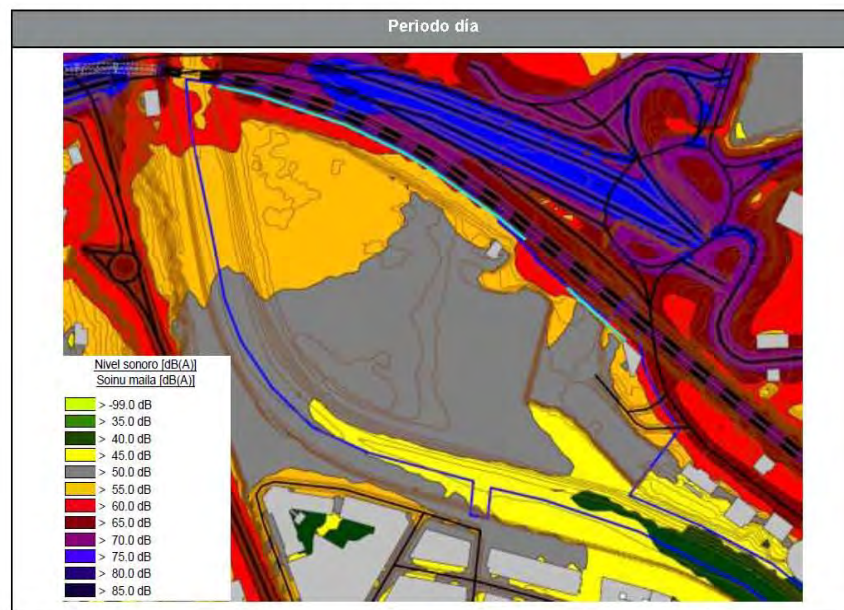 Periodo día
Nivel sonoro [dB(A)]
Soinu maila [dB(A)]
> -99.0 dB
> 35.0 dB
> 40.0 dB
> 45.0 dB
> 50.0 dB
> 55.0 dB
> 60.0 dB
> 65.0 dB
> 70.0 dB
> 75.0 dB
> 80.0 dB
> 85.0 dB